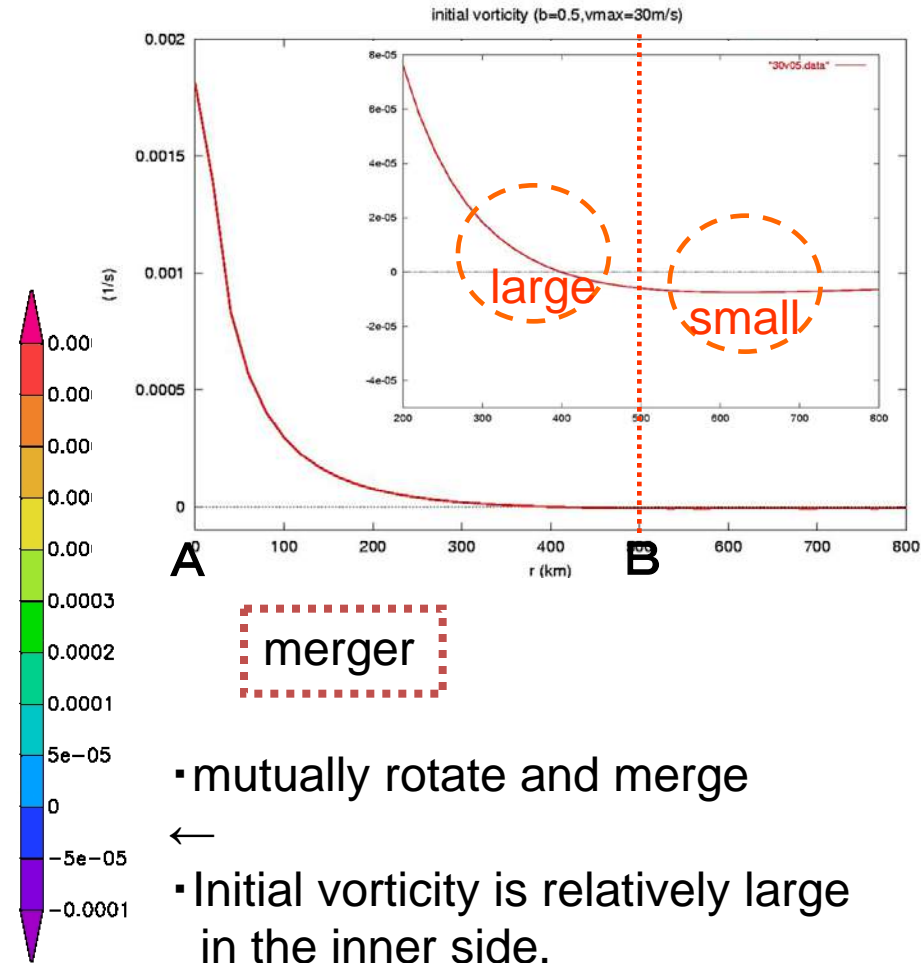 initial vorticity (b=0.5,vmax=30m/s)
0.002
0.0015
0.001
0.0005
0
(1/s)
8e-05
6e-05
4e-05
2e-05
0
-2e-05
-4e-05
200 300 400 500 600 700 800
"30v05.data"
large
small
100 200 300 400 500 600 700 800
A
B
r (km)
0.00
0.00
0.00
0.00
0.00
0.0003
0.0002
0.0001
5e-05
0
-5e-05
-0.0001
merger
・mutually rotate and merge
←
・Initial vorticity is relatively large
in the inner side.